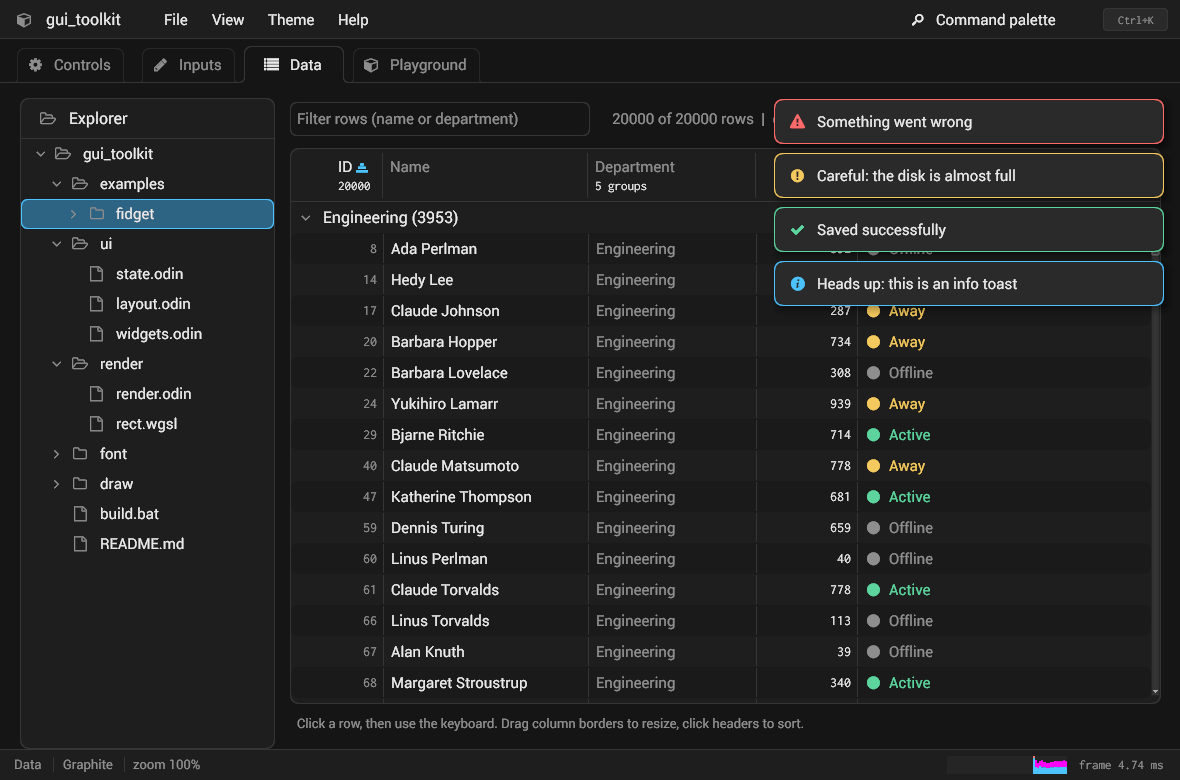 gui_toolkit File View Theme Help Command palette Ctrl+K
Controls Inputs Data Playground
Explorer
gui_toolkit
examples
fidget
ui
state.odin
layout.odin
widgets.odin
render
render.odin
rect.wgsl
font
draw
build.bat
README.md
Filter rows (name or department) 20000 of 20000 rows |
Something went wrong
Careful: the disk is almost full
Saved successfully
Heads up: this is an info toast
ID Name Department
20000 5 groups
Engineering (3953)
8 Ada Perlman Engineering
14 Hedy Lee Engineering
17 Claude Johnson Engineering 287 Away
20 Barbara Hopper Engineering 734 Away
22 Barbara Lovelace Engineering 308 Offline
24 Yukihiro Lamarr Engineering 939 Away
29 Bjarne Ritchie Engineering 714 Active
40 Claude Matsumoto Engineering 778 Away
47 Katherine Thompson Engineering 681 Active
59 Dennis Turing Engineering 659 Offline
60 Linus Perlman Engineering 40 Offline
61 Claude Torvalds Engineering 778 Active
66 Linus Torvalds Engineering 113 Offline
67 Alan Knuth Engineering 39 Offline
68 Margaret Stroustrup Engineering 340 Active
Click a row, then use the keyboard. Drag column borders to resize, click headers to sort.
Data Graphite zoom 100% frame 4.74 ms